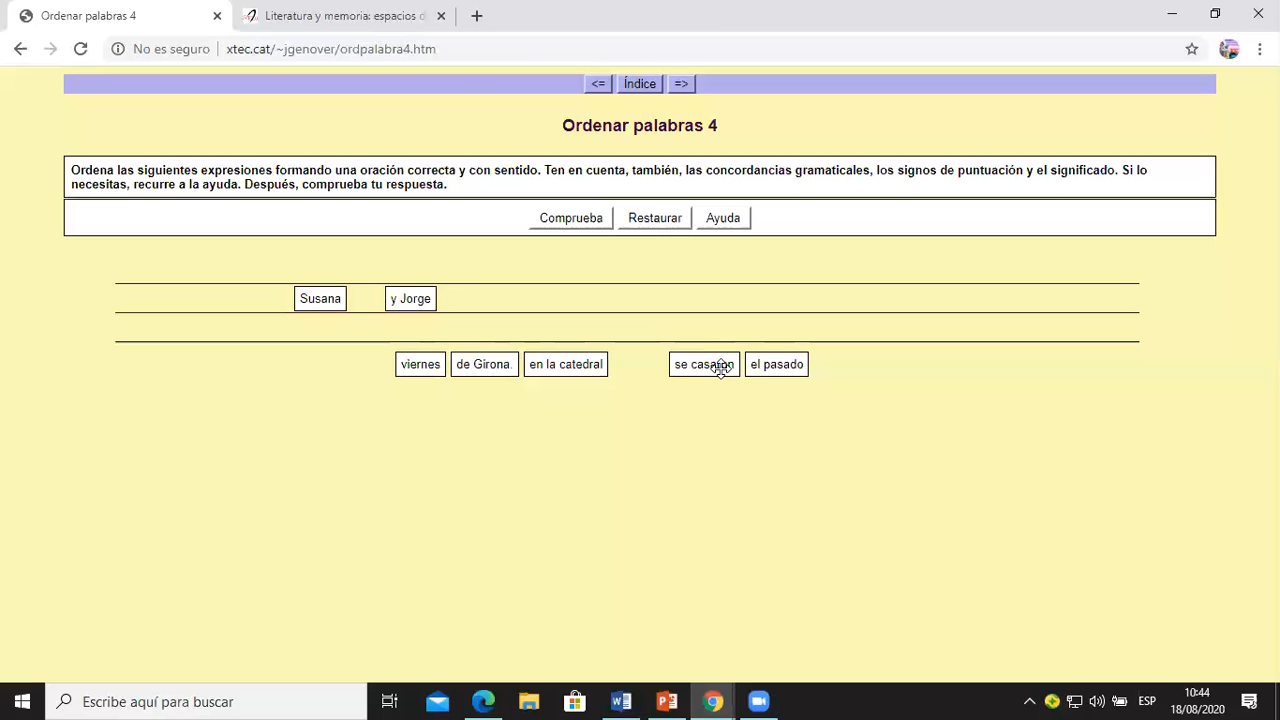 Ordenar palabras 4
Literatura y memoria: espacios d
No es seguro
xtec.cat/~jgenover/ordpalabra4.htm
<= Índice =>
Ordenar palabras 4
Ordena las siguientes expresiones formando una oración correcta y con sentido. Ten en cuenta, también, las concordancias gramaticales, los signos de puntuación y el significado. Si lo
necesitas, recurre a la ayuda. Después, comprueba tu respuesta.
Comprueba Restaurar Ayuda
Susana y Jorge
viernes de Girona. en la catedral se casaron el pasado
Escribe aquí para buscar
ESP
10:44
18/08/2020